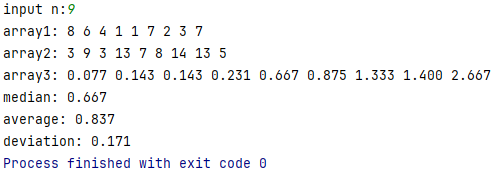 input n:9
array1: 8 6 4 1 1 7 2 3 7
array2: 3 9 3 13 7 8 14 13 5
array3: 0.077 0.143 0.143 0.231 0.667 0.875 1.333 1.400 2.667
median: 0.667
average: 0.837
deviation: 0.171
Process finished with exit code 0